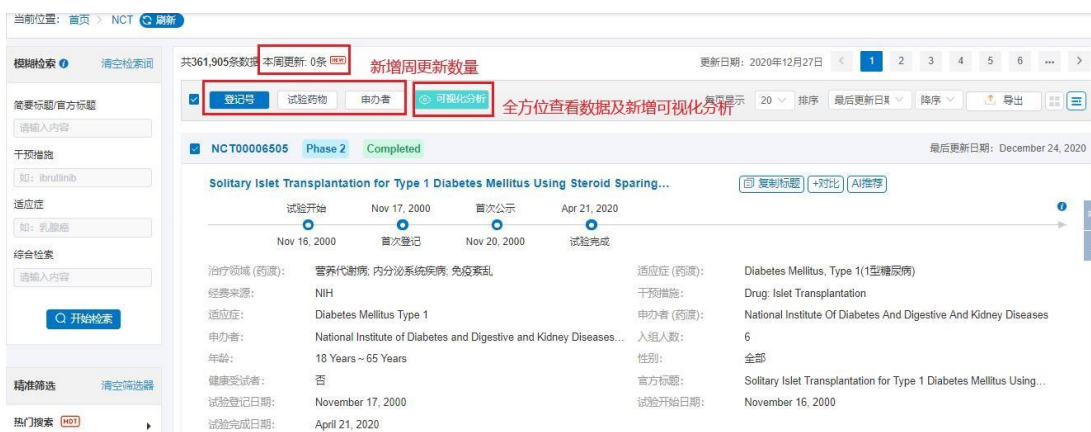 当前位置: 首页 > NCT 刷新
模糊检索 清空检索词
简要标题/官方标题
请输入内容
干预措施
如: ibrutinib
适应症
如: 乳腺癌
综合检索
请输入内容
开始检索
精准筛选 清空筛选器
热门搜索 HOT
共361,905条数据 本周更新: 0条 NEW
新增周更新数量
更新日期: 2020年12月27日 < 1 2 3 4 5 6 ... >
登记号 试验药物 申办者 可视化分析
全方位查看数据及新增可视化分析
每页显示 20 排序 最后更新日期 降序 导出
NCT00006505 Phase 2 Completed 最后更新日期: December 24, 2020
Solitary Islet Transplantation for Type 1 Diabetes Mellitus Using Steroid Sparing... 复制标题 +对比 AI推荐
试验开始 Nov 17, 2000 首次公示 Apr 21, 2020
Nov 16, 2000 首次登记 Nov 20, 2000 试验完成
治疗领域 (药渡): 营养代谢病; 内分泌系统疾病; 免疫紊乱 适应症 (药渡): Diabetes Mellitus, Type 1(1型糖尿病)
经费来源: NIH 干预措施: Drug: Islet Transplantation
适应症: Diabetes Mellitus Type 1 申办者 (药渡): National Institute Of Diabetes And Digestive And Kidney Diseases
申办者: National Institute of Diabetes and Digestive and Kidney Diseases... 入组人数: 6
年龄: 18 Years ~ 65 Years 性别: 全部
健康受试者: 否 官方标题: Solitary Islet Transplantation for Type 1 Diabetes Mellitus Using...
试验登记日期: November 17, 2000 试验开始日期: November 16, 2000
试验完成日期: April 21, 2020